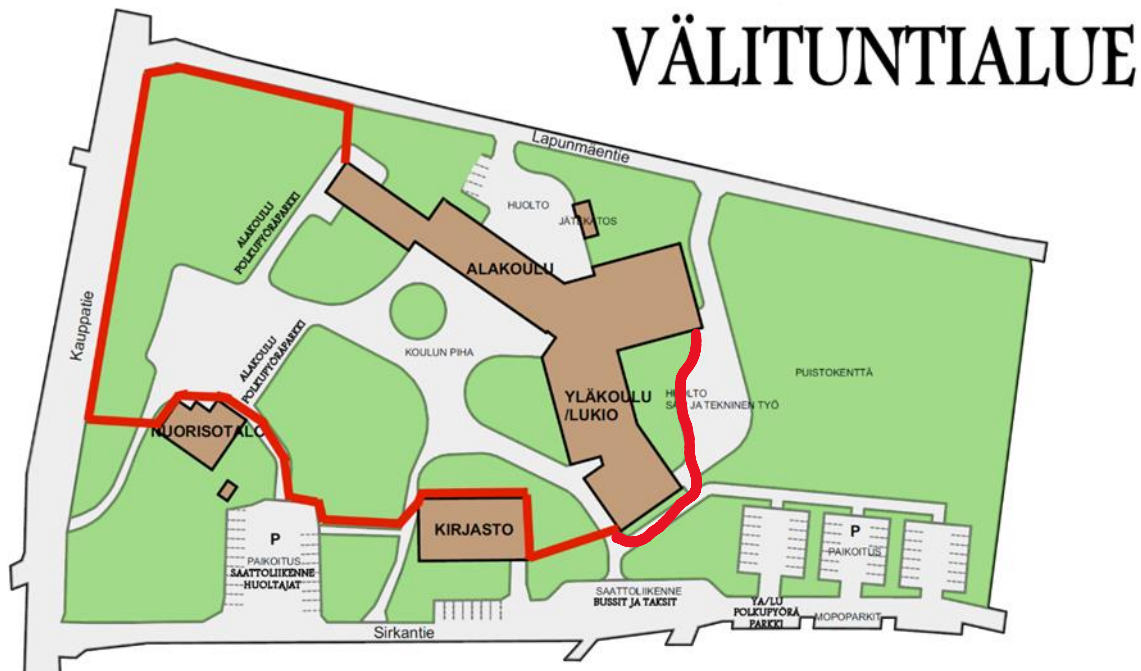 VÄLITUNTIALUE
Lapunmäentie
HUOLTO
JÄTEKATOS
ALAKOULU
POLKUPYÖRÄPARKKI
ALAKOULU
Kauppatie
ALAKOULU
POLKUPYÖRÄPARKKI
KOULUN PIHA
PUISTOKENTTÄ
YLÄKOULU
/LUKIO
HUOLTO
JA TEKNINEN TYÖ
NUORISOTALO
KIRJASTO
P
PAIKOITUS
SAATTOLIIKENNE
HUOLTAJAT
P
PAIKOITUS
SAATTOLIIKENNE
BUSSIT JA TAKSIT
YA/LU
POLKUPYÖRÄ
PARKKI
MOPOPARKIT
Sirkantie